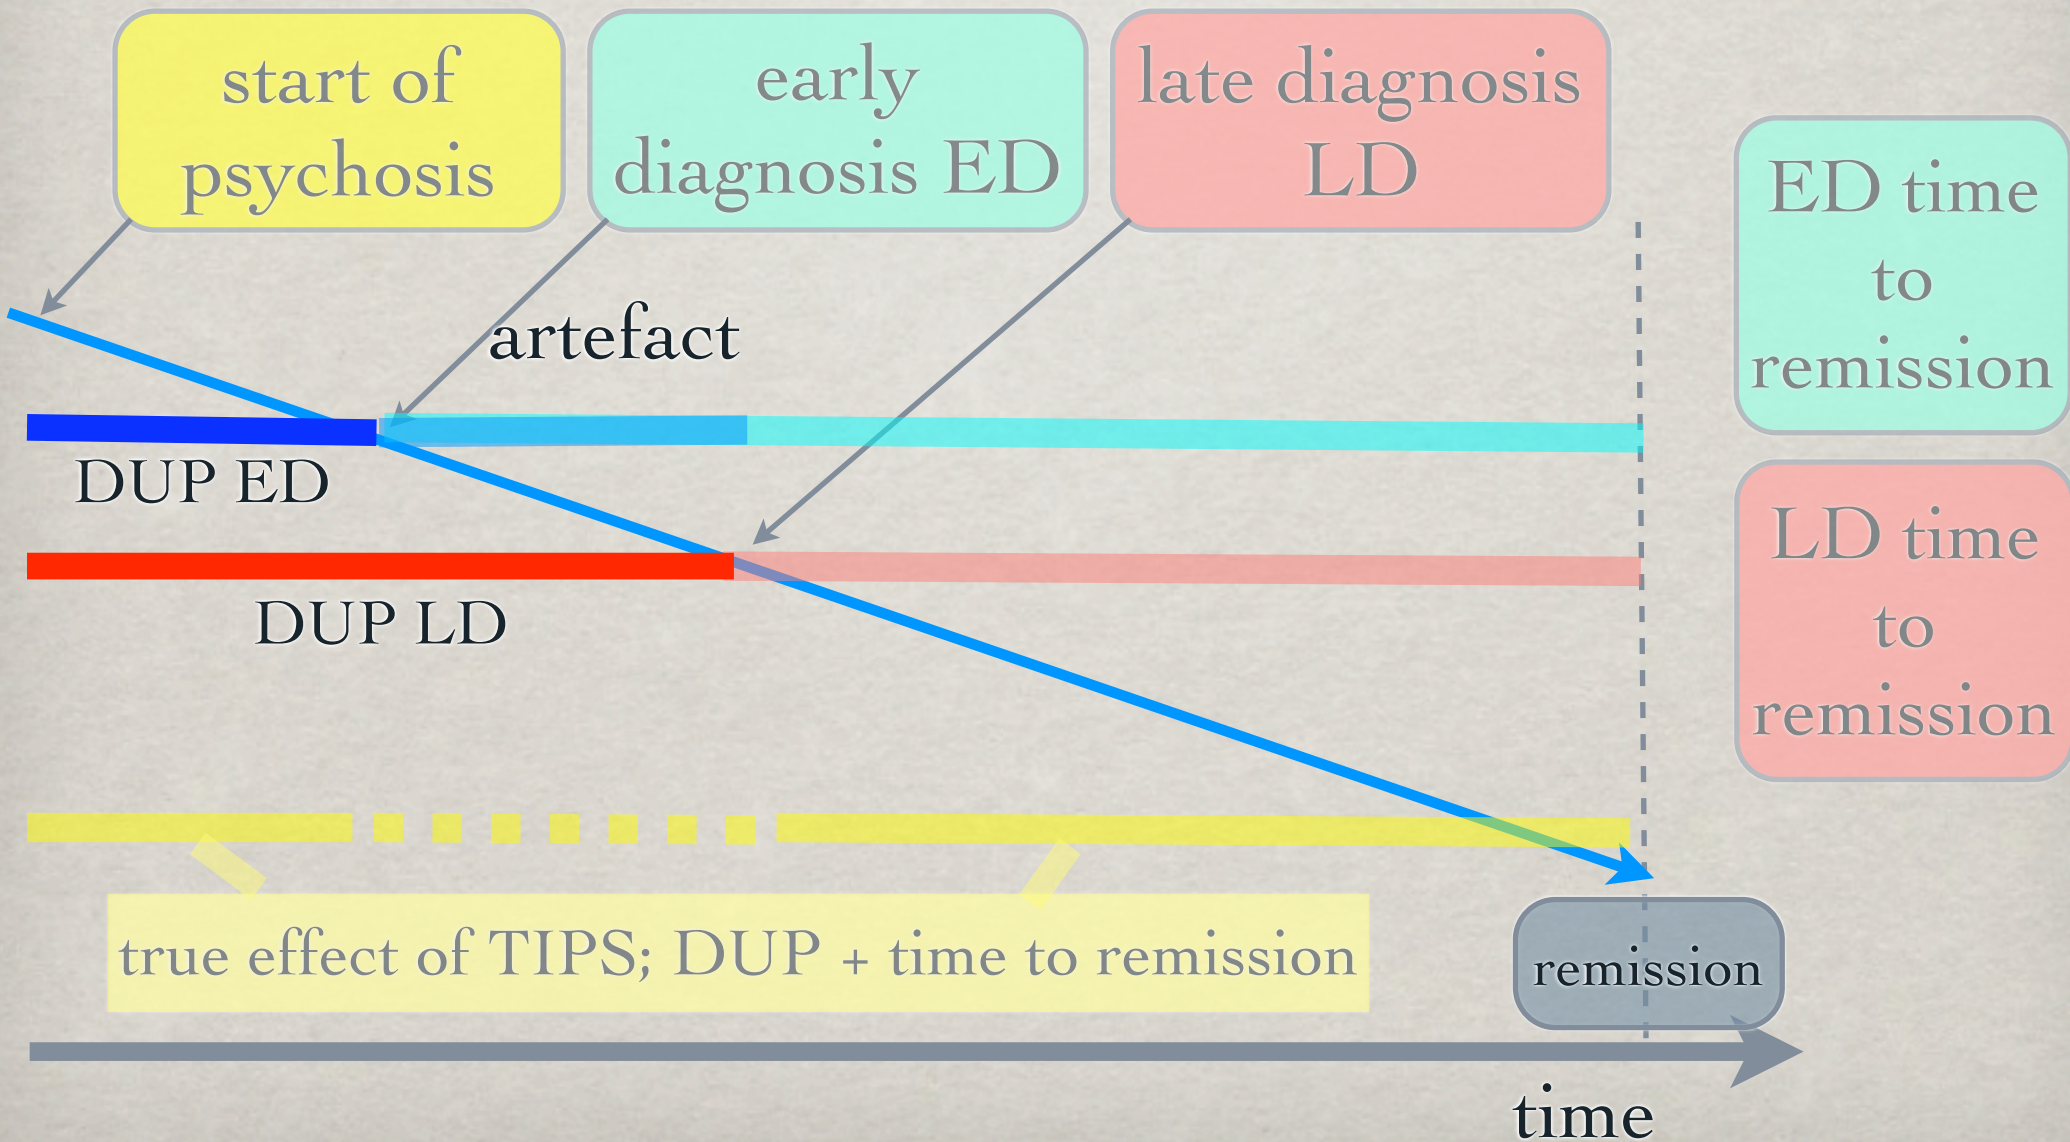 start of
psychosis
early
diagnosis ED
late diagnosis
LD
ED time
to
remission
artefact
DUP ED
LD time
to
remission
DUP LD
true effect of TIPS; DUP + time to remission
remission
time